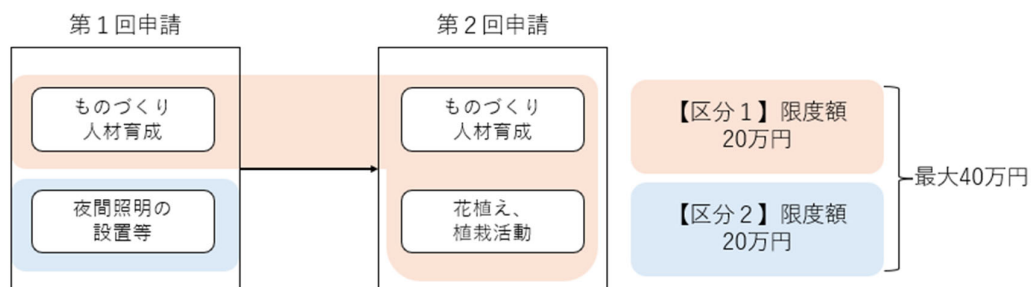 第１回申請
第２回申請
ものづくり
人材育成
夜間照明の
設置等
ものづくり
人材育成
花植え、
植栽活動
【区分１】限度額
20万円
【区分２】限度額
20万円
最大40万円